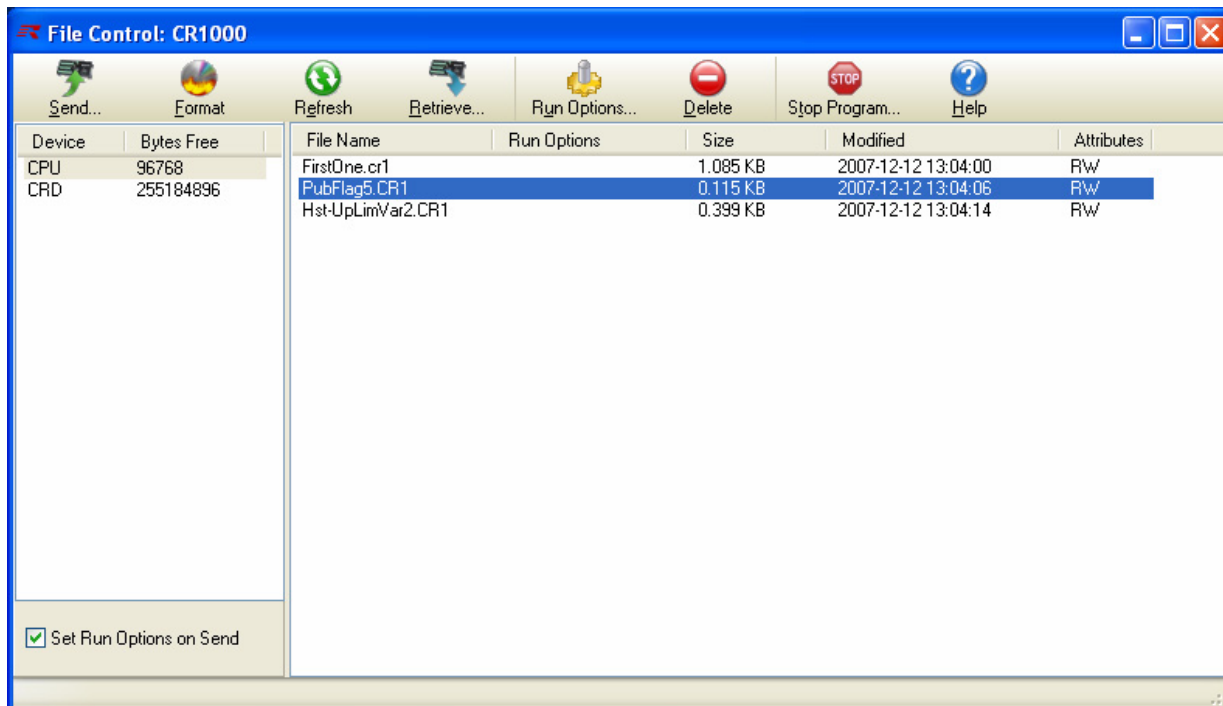 File Control: CR1000
Send... Format Refresh Retrieve... Run Options... Delete STOP Stop Program... ? Help
Device Bytes Free File Name Run Options Size Modified Attributes
CPU 96768 FirstOne.cr1 1.085 KB 2007-12-12 13:04:00 RW
CRD 255184896 PubFlag5.CR1 0.115 KB 2007-12-12 13:04:06 RW
Hst-UpLimVar2.CR1 0.399 KB 2007-12-12 13:04:14 RW
Set Run Options on Send